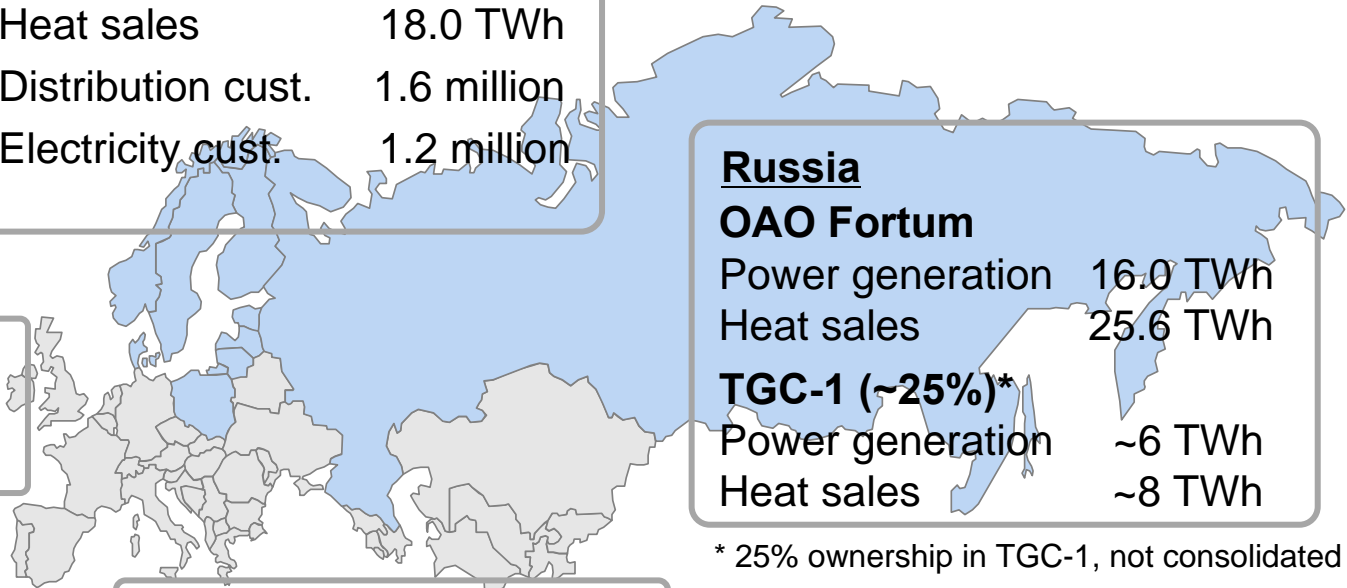 Heat sales 18.0 TWh
Distribution cust. 1.6 million
Electricity cust. 1.2 million
Russia
OAO Fortum
Power generation 16.0 TWh
Heat sales 25.6 TWh
TGC-1 (~25%)*
Power generation ~6 TWh
Heat sales ~8 TWh
* 25% ownership in TGC-1, not consolidated